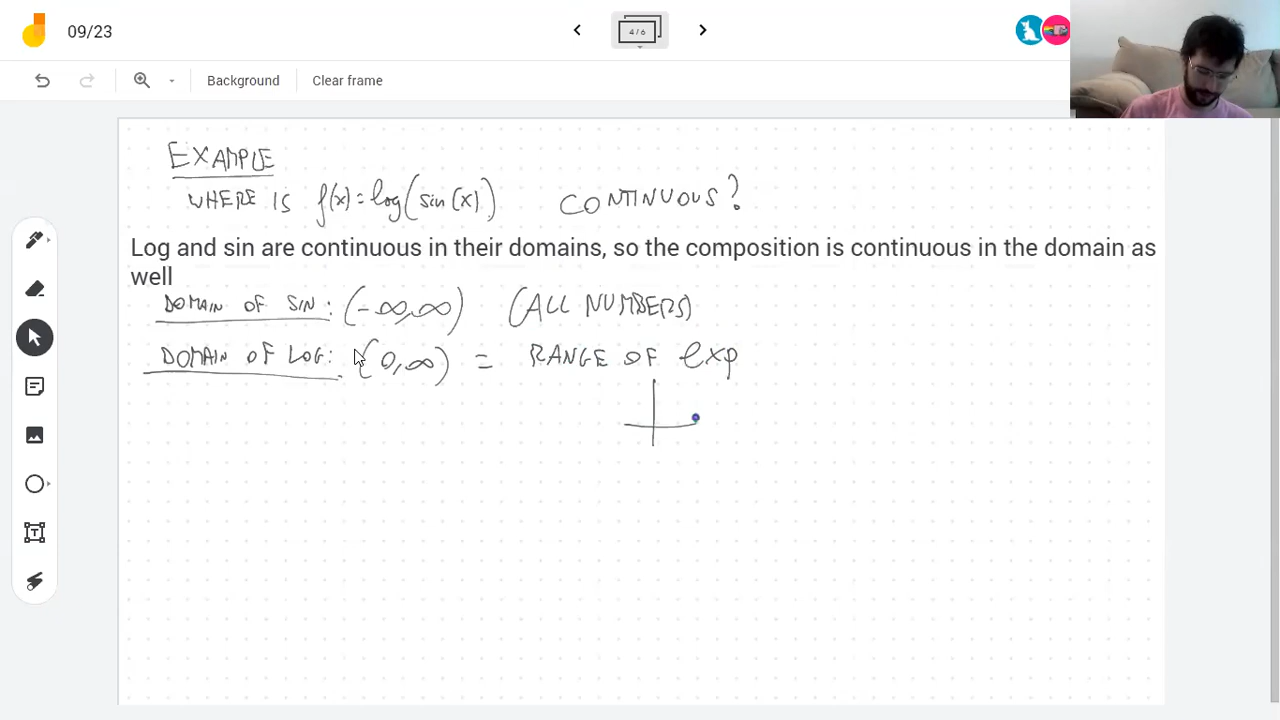 09/23
4 / 6
Background
Clear frame
EXAMPLE
WHERE IS f(x)=log(sin(x)) CONTINUOUS?
Log and sin are continuous in their domains, so the composition is continuous in the domain as
well
DOMAIN OF SIN: (-∞,∞) (ALL NUMBERS)
DOMAIN OF LOG: (0,∞) = RANGE OF exp